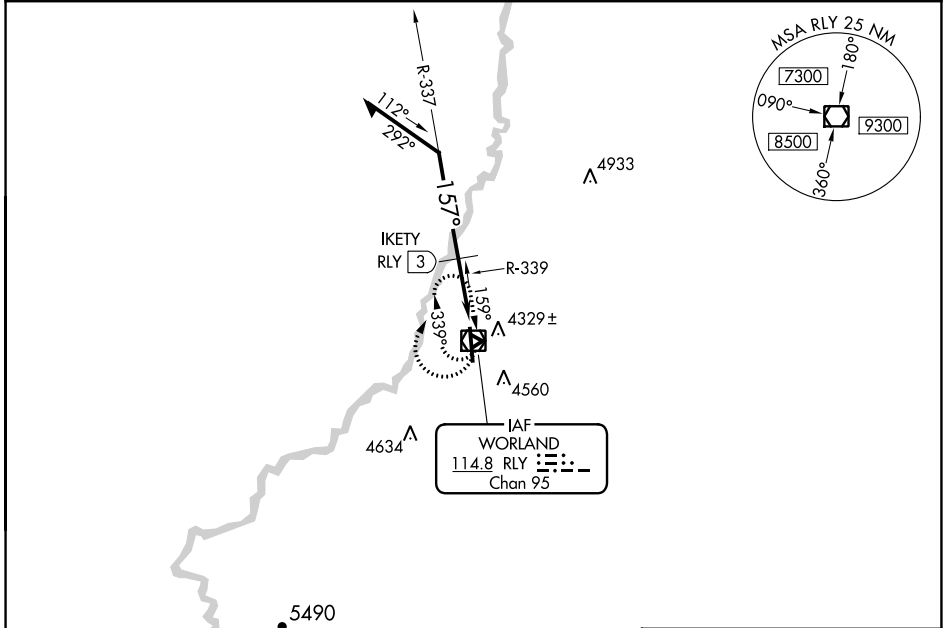 MSA RLY 25 NM
180°
7300
090°
9300
8500
360°
R-337
112°
292°
4933
157°
IKETY
RLY 3
R-339
159°
339°
4329 ±
4560
4634
IAF
WORLAND
114.8 RLY
Chan 95
5490